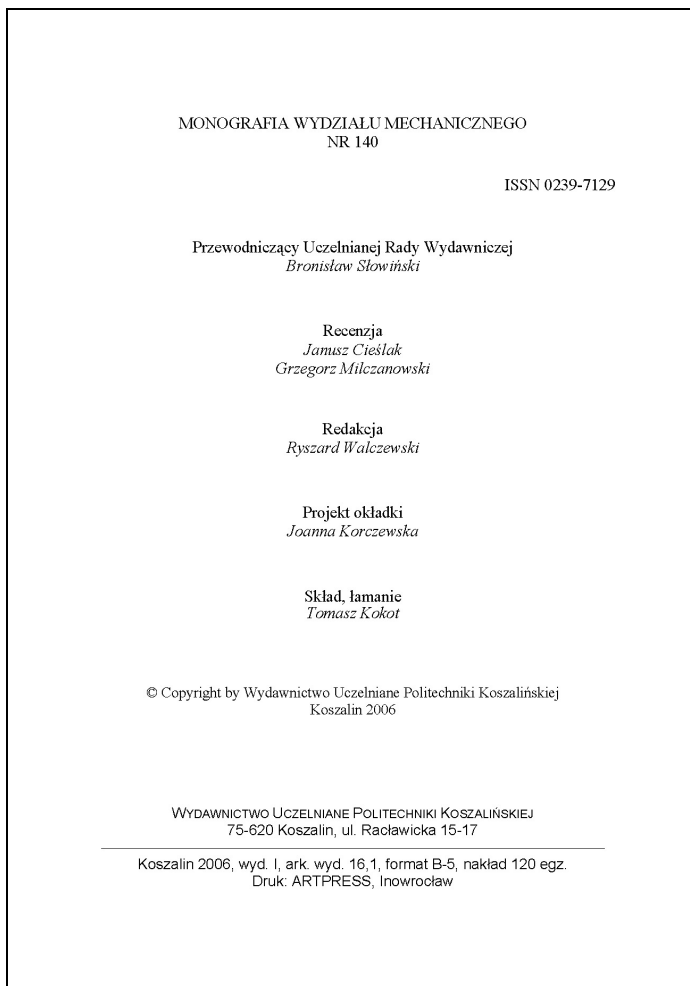 MONOGRAFIA WYDZIAŁU MECHANICZNEGO
NR 140
ISSN 0239-7129
Przewodniczący Uczelnianej Rady Wydawniczej
Bronisław Słowiński
Recenzja
Janusz Cieślak
Grzegorz Milczanowski
Redakcja
Ryszard Walczewski
Projekt okładki
Joanna Korczewska
Skład, łamanie
Tomasz Kokot
© Copyright by Wydawnictwo Uczelniane Politechniki Koszalińskiej
Koszalin 2006
WYDAWNICTWO UCZELNIANE POLITECHNIKI KOSZALIŃSKIEJ
75-620 Koszalin, ul. Racławicka 15-17
Koszalin 2006, wyd. I, ark. wyd. 16,1, format B-5, nakład 120 egz.
Druk: ARTPRESS, Inowrocław